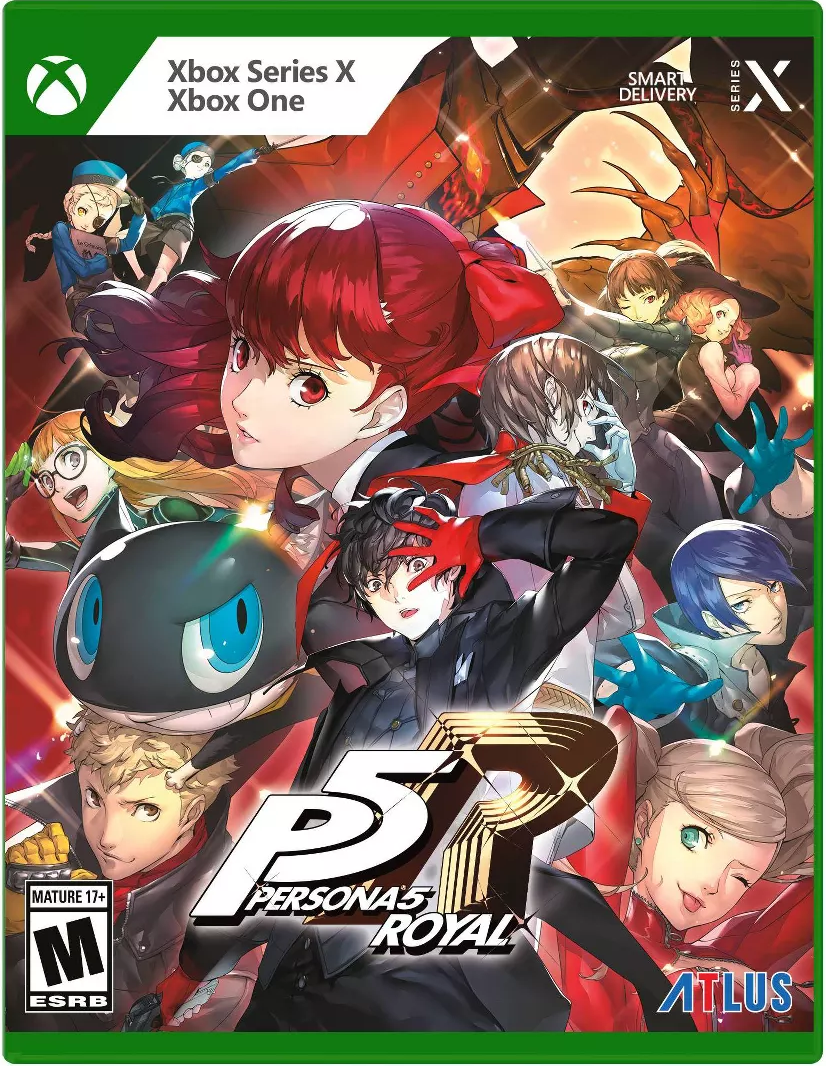 Xbox Series X
Xbox One
SMART
DELIVERY
SERIES
X
P5R
PERSONA5
ROYAL
MATURE 17+
M
ESRB
ATLUS